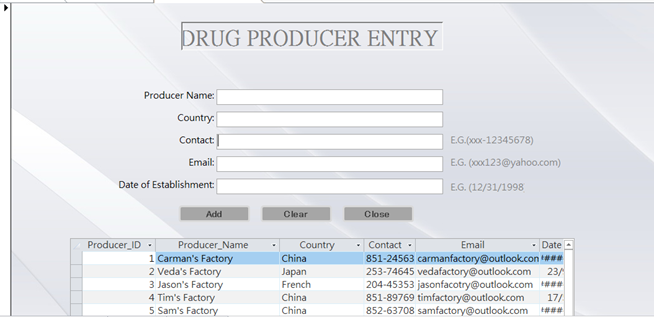 DRUG PRODUCER ENTRY
Producer Name:
Country:
Contact: E.G.(xxx-12345678)
Email: E.G. (xxx123@yahoo.com)
Date of Establishment: E.G. (12/31/1998
Add Clear Close
Producer_ID Producer_Name Country Contact Email Date
1 Carman's Factory China 851-24563 carmanfactory@outlook.com ####
2 Veda's Factory Japan 253-74645 vedafactory@outlook.com 23/
3 Jason's Factory French 204-45353 jasonfacotry@outlook.com ####
4 Tim's Factory China 851-89769 timfactory@outlook.com 17/
5 Sam's Factory China 852-63708 samfactory@outlook.com ####